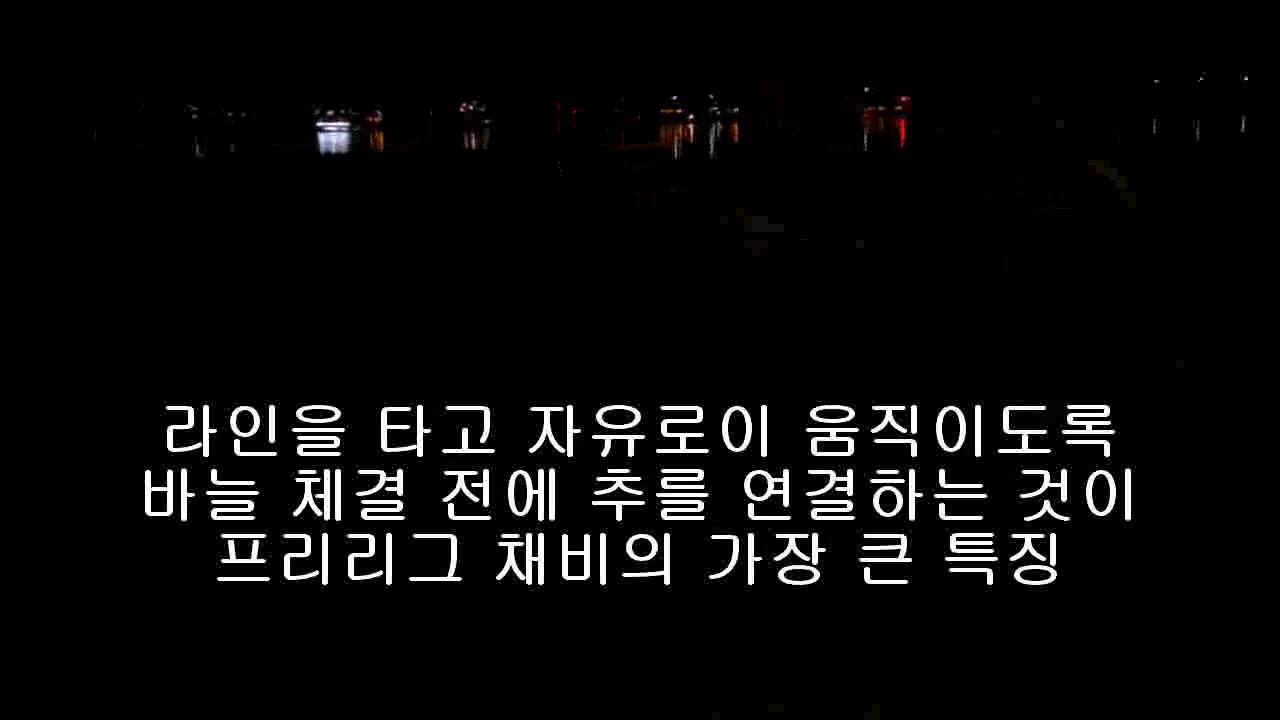 라인을 타고 자유로이 움직이도록
바늘 체결 전에 추를 연결하는 것이
프리리그 채비의 가장 큰 특징